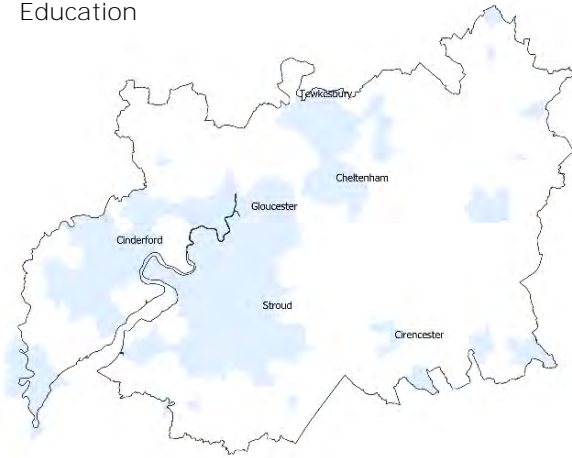 Education
Tewkesbury
Cheltenham
Gloucester
Cinderford
Stroud
Cirencester